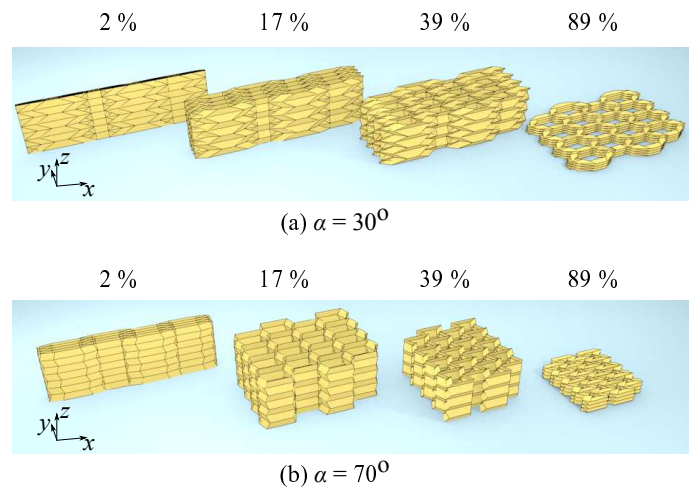 2 % 17 % 39 % 89 %
z
y
x
(a) α = 30°
2 % 17 % 39 % 89 %
z
y
x
(b) α = 70°